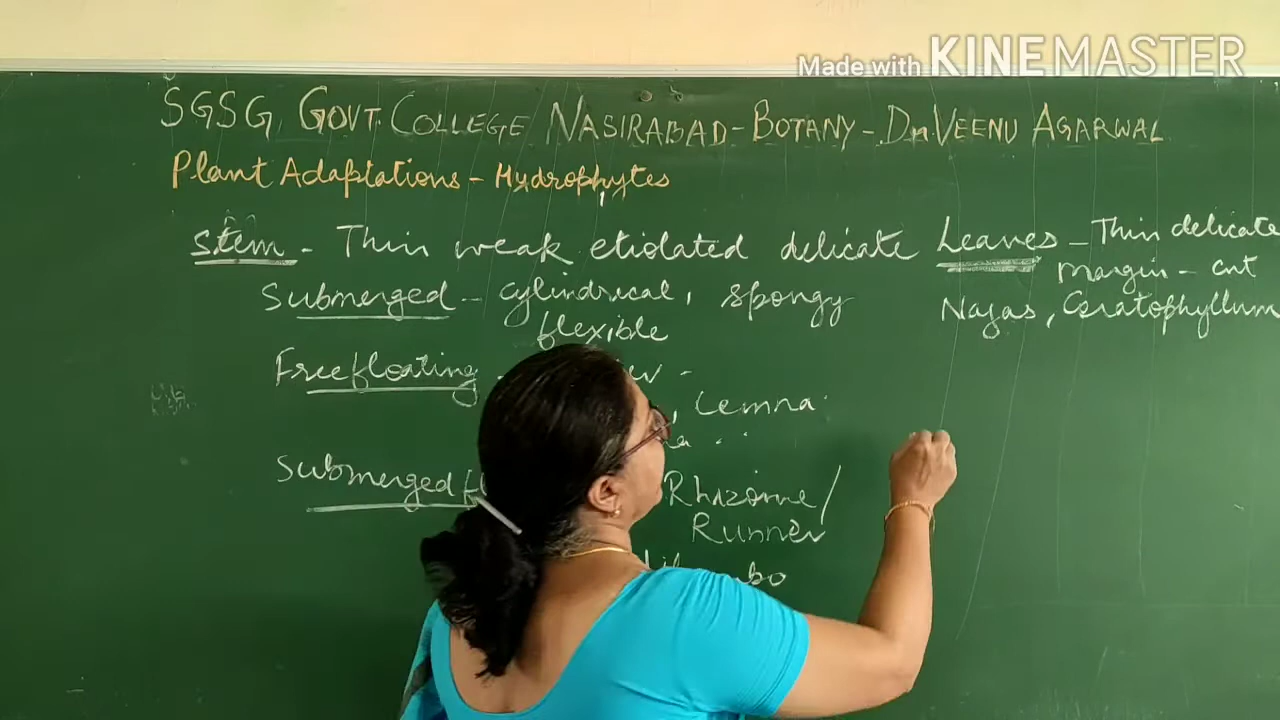 Made with KINEMASTER
SGSG GOVT. COLLEGE NASIRABAD - BOTANY - Dr. VEENU AGARWAL
Plant Adaptations - Hydrophytes
Stem - Thin weak etiolated delicate
Submerged - cylindrical, spongy
flexible
Freefloating -
, Lemna
Submerged
Rhizome/
Runner
Leaves - Thin delicate
margin - cut
Najas, Ceratophyllum